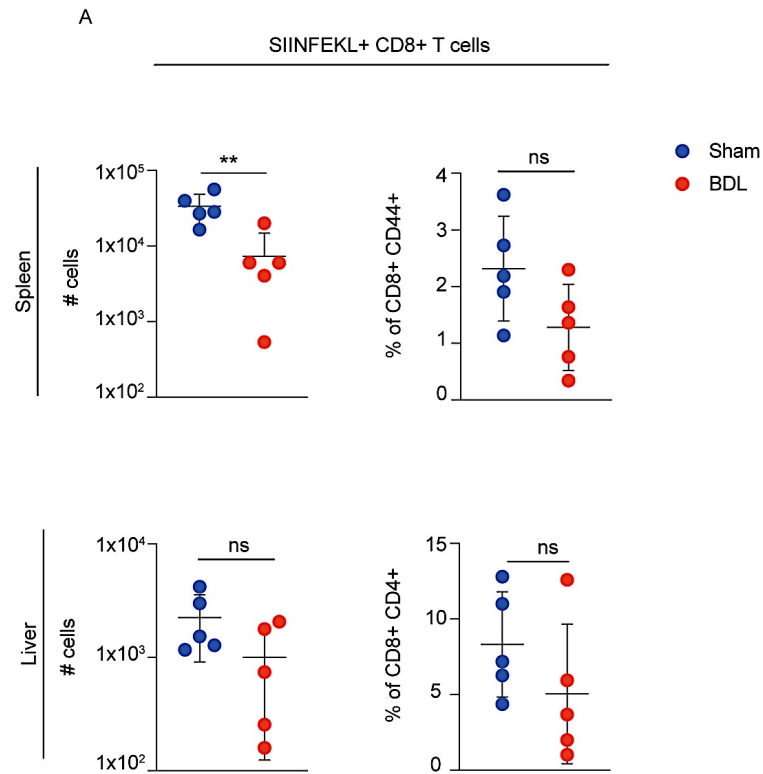 A
SIINFEKL+ CD8+ T cells
Sham
BDL
Spleen
# cells
1x10⁵
1x10⁴
1x10³
1x10²
**
% of CD8+ CD44+
4
3
2
1
0
ns
Liver
# cells
1x10⁴
1x10³
1x10²
ns
% of CD8+ CD4+
15
10
5
0
ns